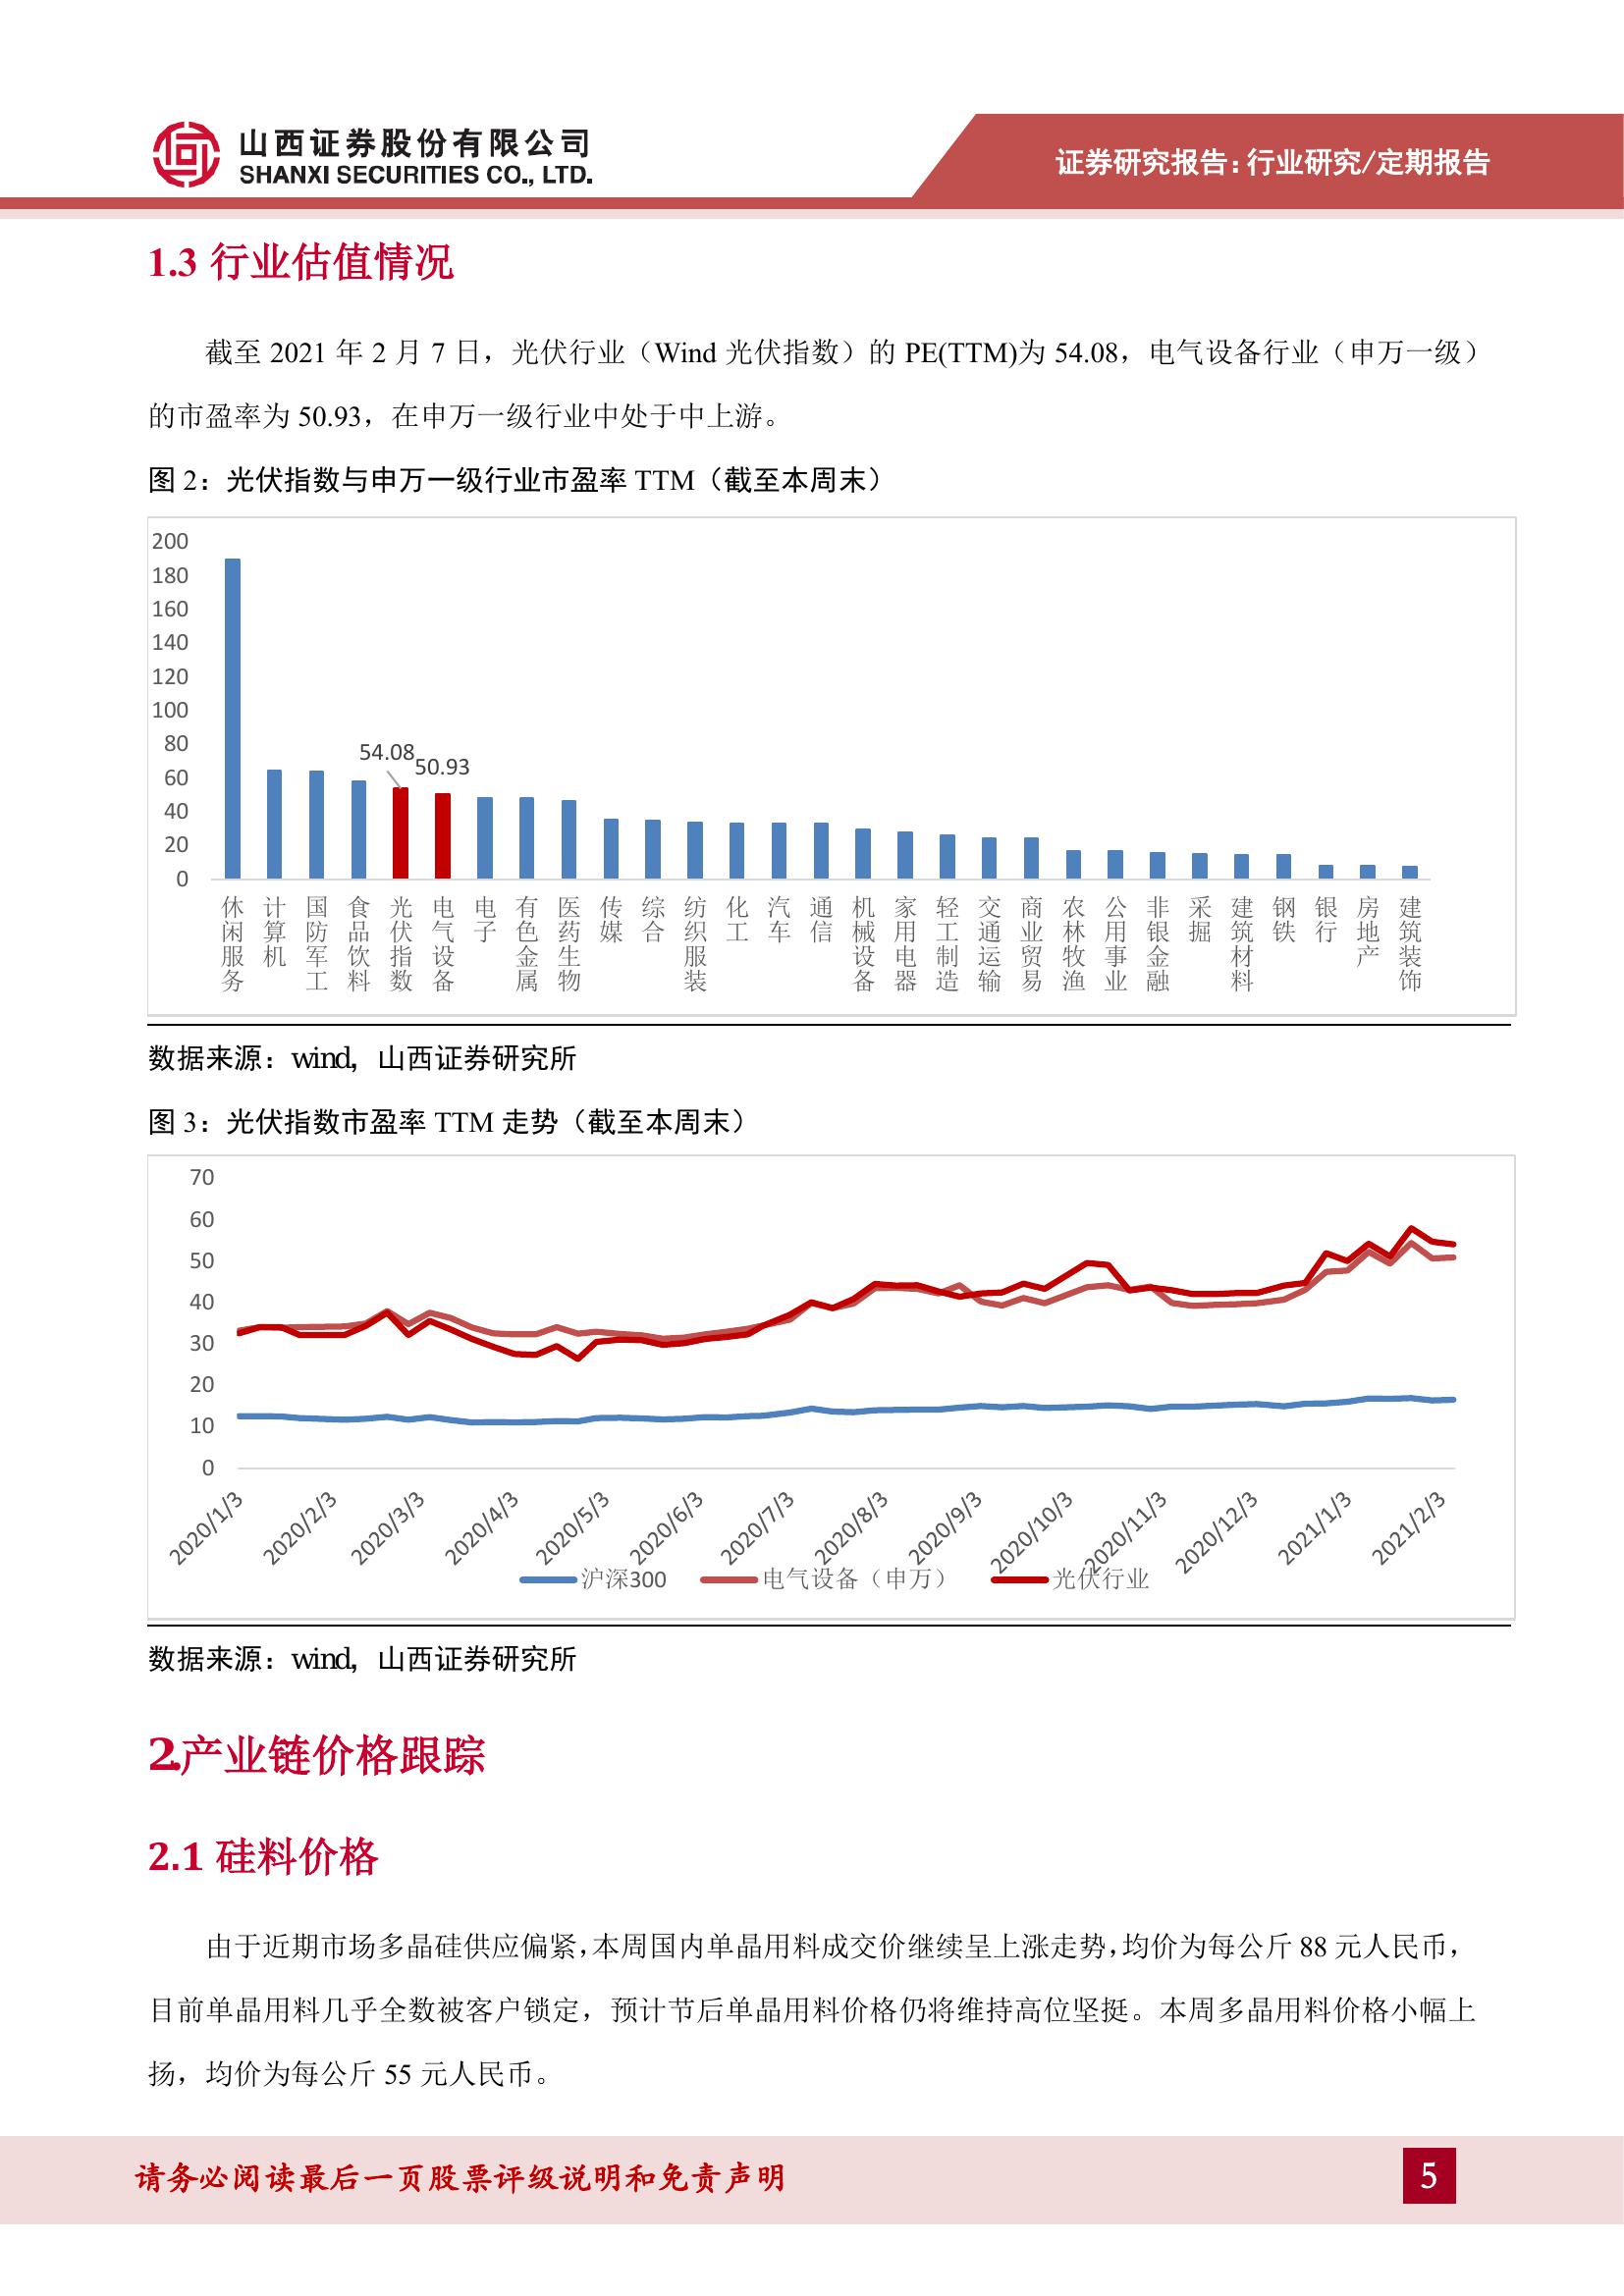 山西证券股份有限公司
SHANXI SECURITIES CO., LTD.
证券研究报告:行业研究/定期报告
1.3 行业估值情况
截至 2021 年 2 月 7 日，光伏行业（Wind 光伏指数）的 PE(TTM)为 54.08，电气设备行业（申万一级）
的市盈率为 50.93，在申万一级行业中处于中上游。
图 2：光伏指数与申万一级行业市盈率 TTM（截至本周末）
200
180
160
140
120
100
80
60
40
20
0
54.08
50.93
休闲服务
计算机
国防军工
食品饮料
光伏指数
电气设备
电子
有色金属
医药生物
传媒
综合
纺织服装
化工
汽车
通信
机械设备
家用电器
轻工制造
交通运输
商业贸易
农林牧渔
公用事业
非银金融
采掘
建筑材料
钢铁
银行
房地产
建筑装饰
数据来源：wind，山西证券研究所
图 3：光伏指数市盈率 TTM 走势（截至本周末）
70
60
50
40
30
20
10
0
2020/1/3
2020/2/3
2020/3/3
2020/4/3
2020/5/3
2020/6/3
2020/7/3
2020/8/3
2020/9/3
2020/10/3
2020/11/3
2020/12/3
2021/1/3
2021/2/3
沪深300
电气设备（申万）
光伏行业
数据来源：wind，山西证券研究所
2.产业链价格跟踪
2.1 硅料价格
由于近期市场多晶硅供应偏紧，本周国内单晶用料成交价继续呈上涨走势，均价为每公斤 88 元人民币，
目前单晶用料几乎全数被客户锁定，预计节后单晶用料价格仍将维持高位坚挺。本周多晶用料价格小幅上
扬，均价为每公斤 55 元人民币。
请务必阅读最后一页股票评级说明和免责声明
5